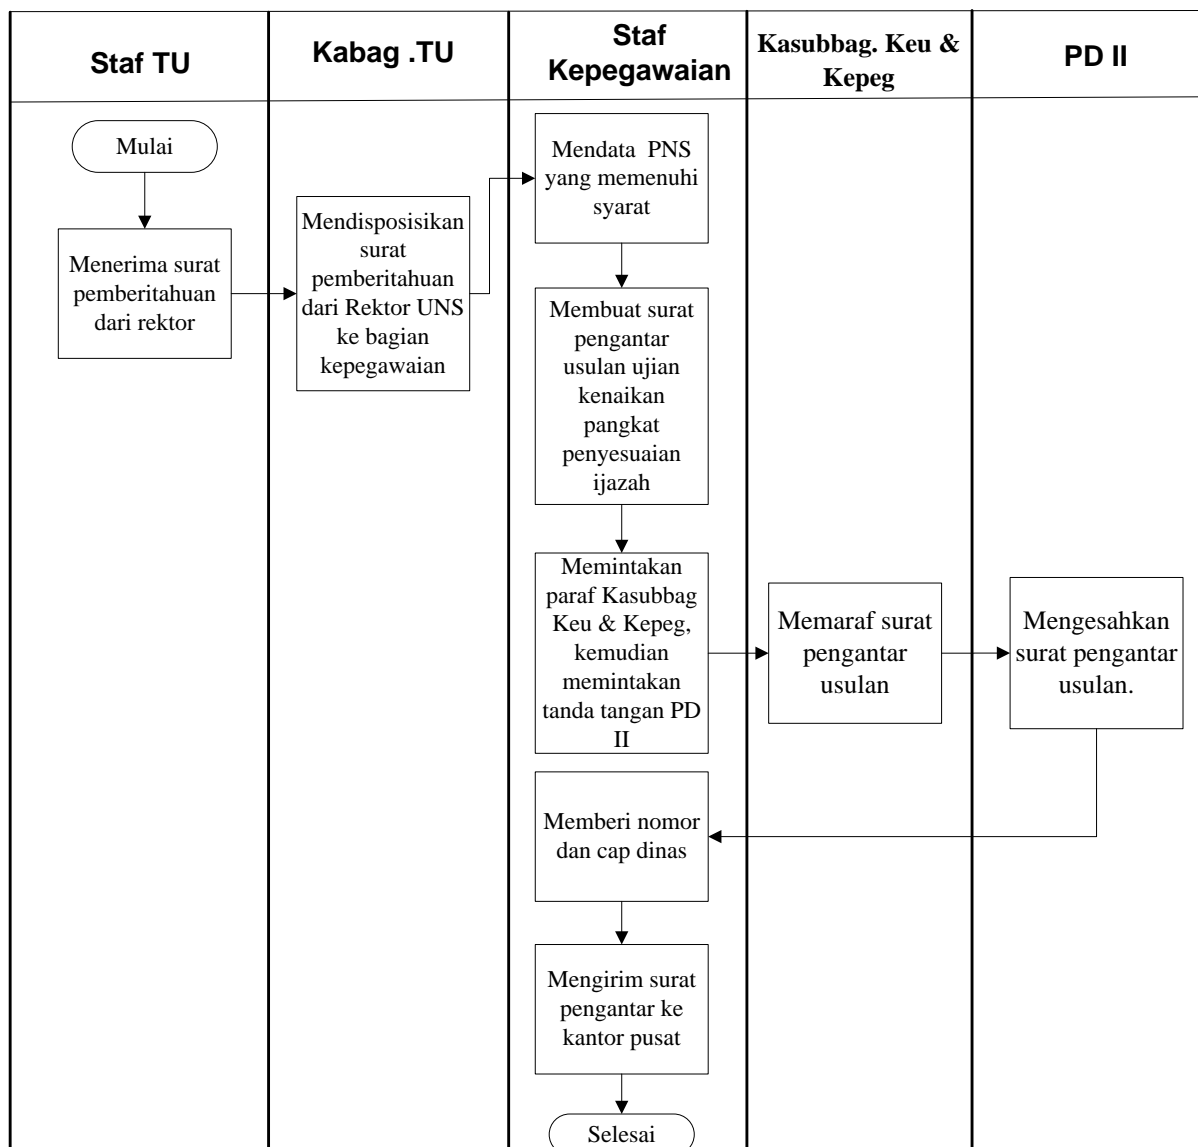 Staf TU
Kabag .TU
Staf
Kepegawaian
Kasubbag. Keu &
Kepeg
PD II
Mulai
Menerima surat
pemberitahuan
dari rektor
Mendisposisikan
surat
pemberitahuan
dari Rektor UNS
ke bagian
kepegawaian
Mendata PNS
yang memenuhi
syarat
Membuat surat
pengantar
usulan ujian
kenaikan
pangkat
penyesuaian
ijazah
Memintakan
paraf Kasubbag
Keu & Kepeg,
kemudian
memintakan
tanda tangan PD
II
Memaraf surat
pengantar
usulan
Mengesahkan
surat pengantar
usulan.
Memberi nomor
dan cap dinas
Mengirim surat
pengantar ke
kantor pusat
Selesai